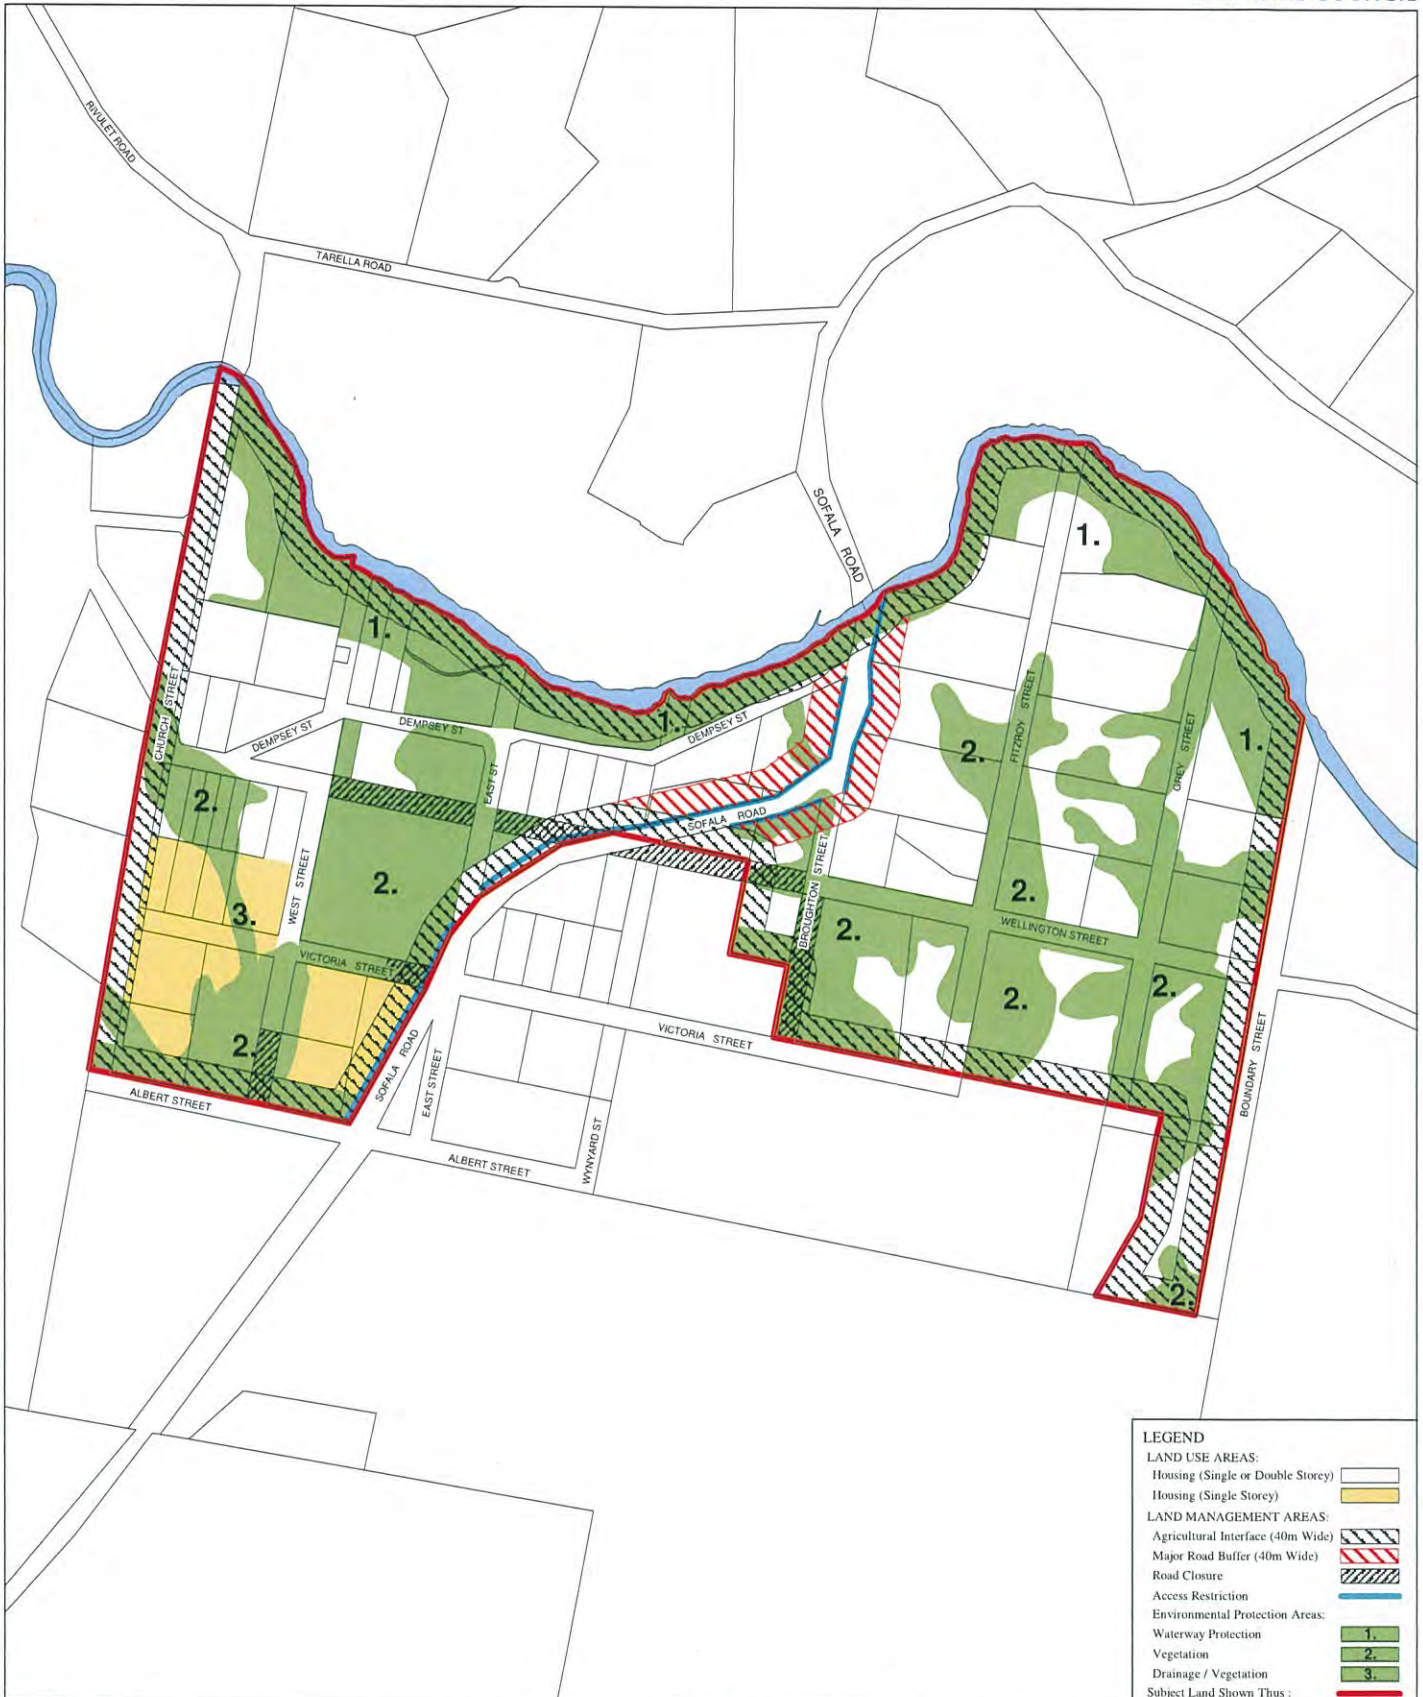 RIVULET ROAD
TARELLA ROAD
SOFALA ROAD
1.
1.
CHURCH STREET
DEMPSEY ST
DEMPSEY ST
1.
DEMPSEY ST
EAST ST
FITZROY STREET
GREY STREET
2.
1.
2.
SOFALA ROAD
WEST STREET
2.
BROUGHTON STREET
2.
3.
2.
WELLINGTON STREET
VICTORIA STREET
2.
2.
VICTORIA STREET
2.
SOFALA ROAD
EAST STREET
BOUNDARY STREET
ALBERT STREET
ALBERT STREET
WYNYARD ST
2.
LEGEND
LAND USE AREAS:
Housing (Single or Double Storey)
Housing (Single Storey)
LAND MANAGEMENT AREAS:
Agricultural Interface (40m Wide)
Major Road Buffer (40m Wide)
Road Closure
Access Restriction
Environmental Protection Areas:
Waterway Protection 1.
Vegetation 2.
Drainage / Vegetation 3.
Subject Land Shown Thus :